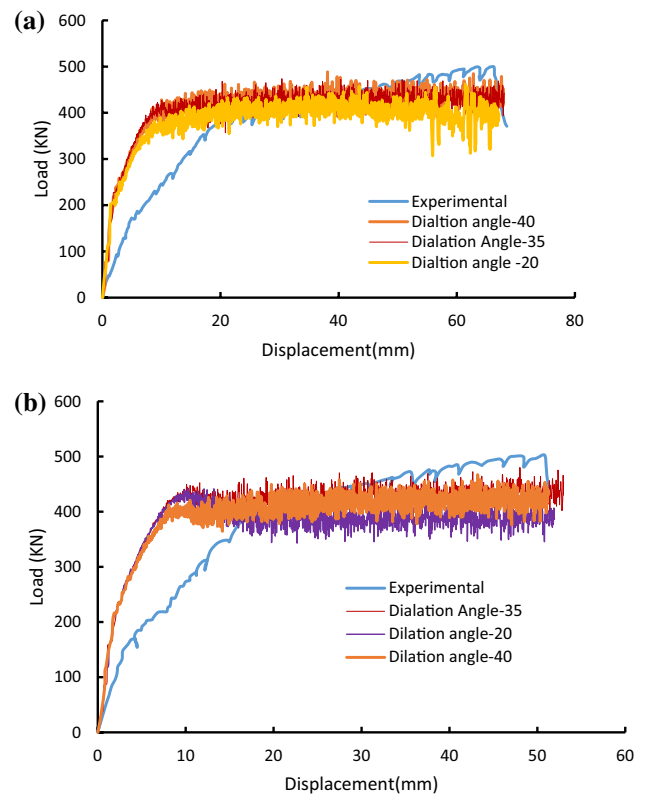 (a)
600
500
400
300
200
100
0
Load (KN)
Experimental
Dialtion angle-40
Dialation Angle-35
Dialtion angle -20
0 20 40 60 80
Displacement(mm)
(b)
600
500
400
300
200
100
0
Load (KN)
Experimental
Dialation Angle-35
Dilation angle-20
Dilation angle-40
0 10 20 30 40 50 60
Displacement(mm)